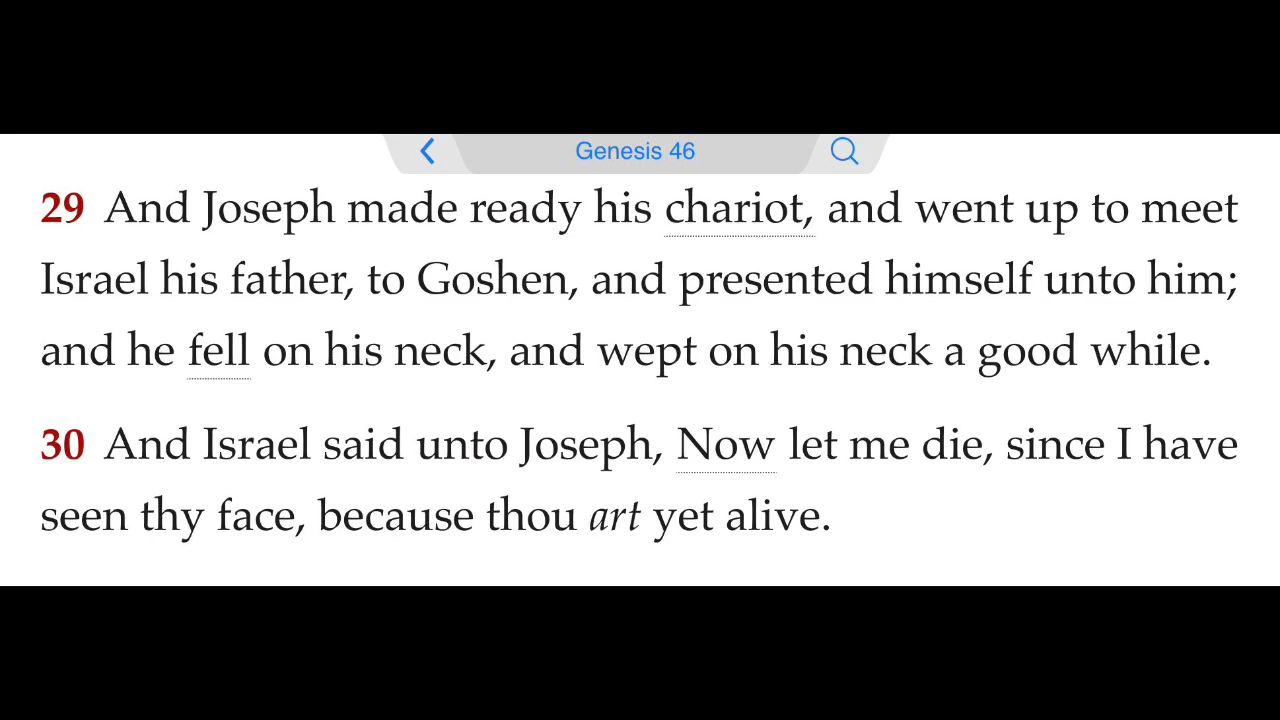 Genesis 46
29 And Joseph made ready his chariot, and went up to meet
Israel his father, to Goshen, and presented himself unto him;
and he fell on his neck, and wept on his neck a good while.
30 And Israel said unto Joseph, Now let me die, since I have
seen thy face, because thou art yet alive.